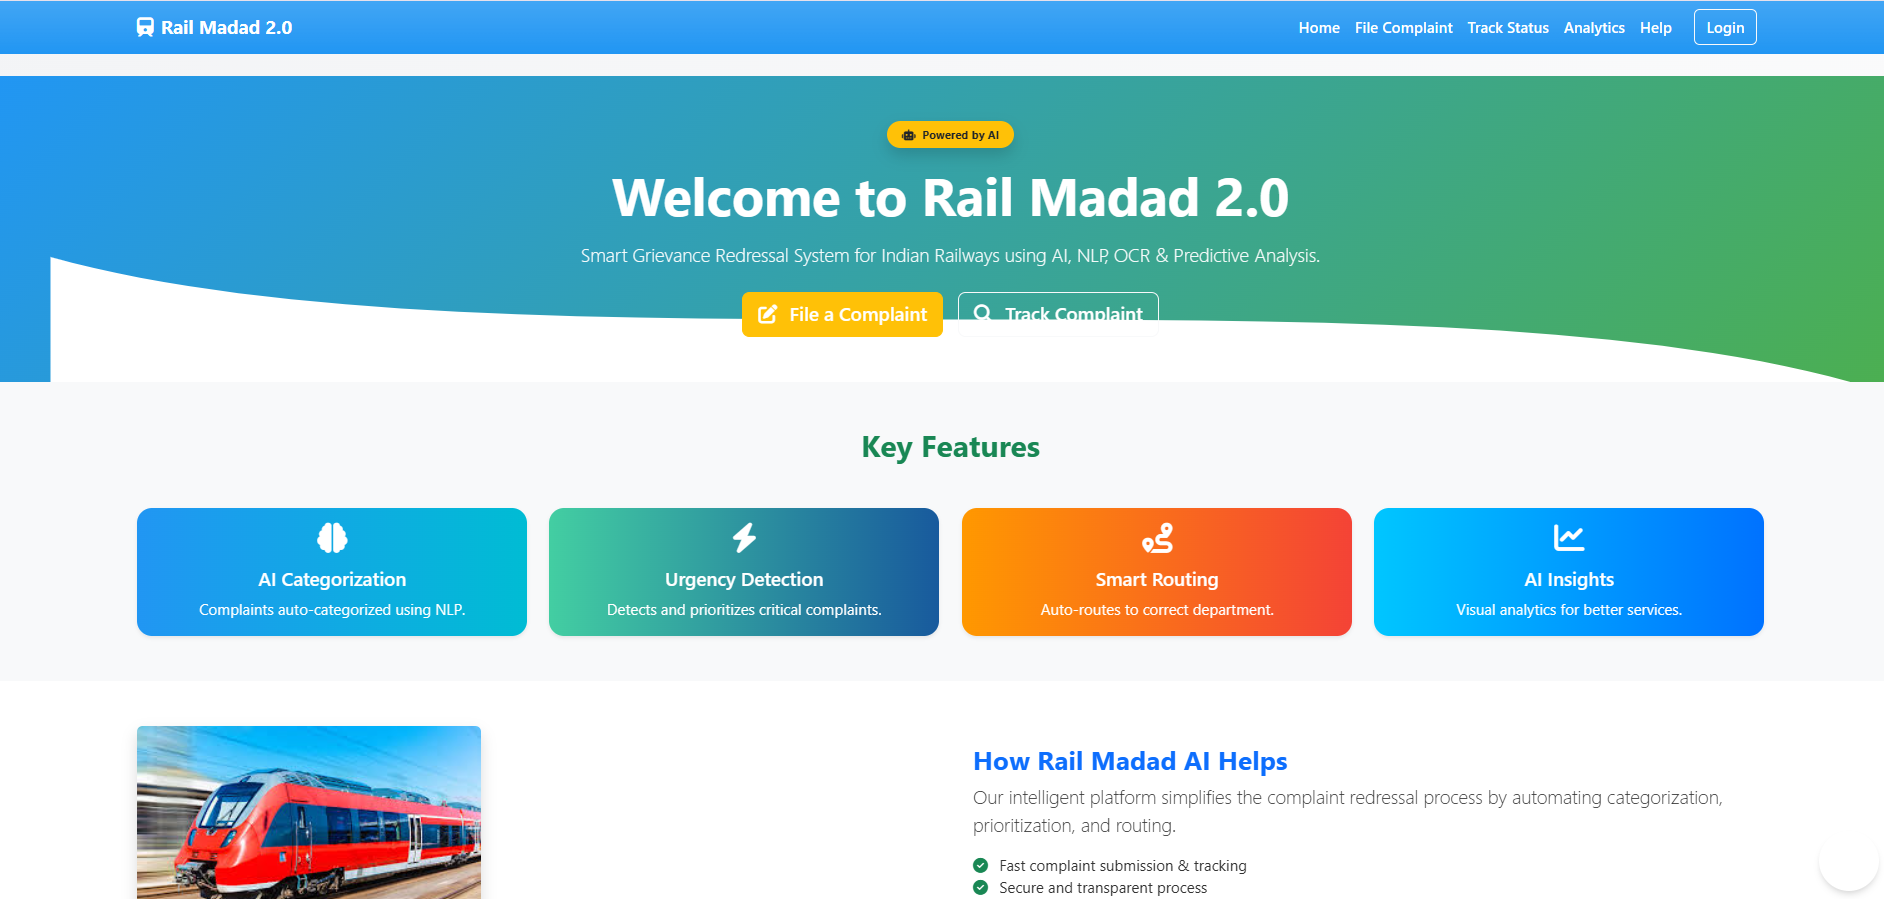 Rail Madad 2.0
Home File Complaint Track Status Analytics Help Login
Powered by AI
Welcome to Rail Madad 2.0
Smart Grievance Redressal System for Indian Railways using AI, NLP, OCR & Predictive Analysis.
File a Complaint
Track Complaint
Key Features
AI Categorization
Complaints auto-categorized using NLP.
Urgency Detection
Detects and prioritizes critical complaints.
Smart Routing
Auto-routes to correct department.
AI Insights
Visual analytics for better services.
How Rail Madad AI Helps
Our intelligent platform simplifies the complaint redressal process by automating categorization,
prioritization, and routing.
Fast complaint submission & tracking
Secure and transparent process